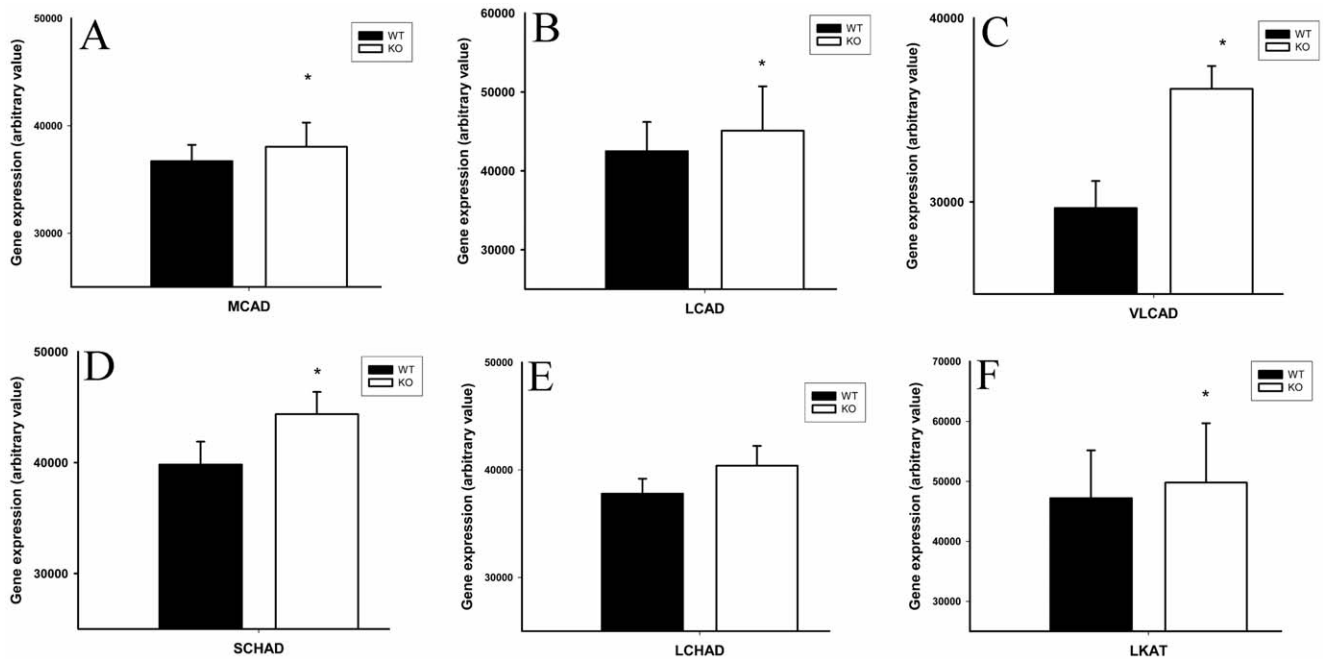 A
Gene expression (arbitrary value)
50000
40000
30000
WT
KO
*
MCAD
B
Gene expression (arbitrary value)
60000
50000
40000
30000
WT
KO
*
LCAD
C
Gene expression (arbitrary value)
40000
30000
WT
KO
*
VLCAD
D
Gene expression (arbitrary value)
50000
40000
30000
WT
KO
*
SCHAD
E
Gene expression (arbitrary value)
50000
40000
30000
WT
KO
LCHAD
F
Gene expression (arbitrary value)
70000
60000
50000
40000
30000
WT
KO
*
LKAT